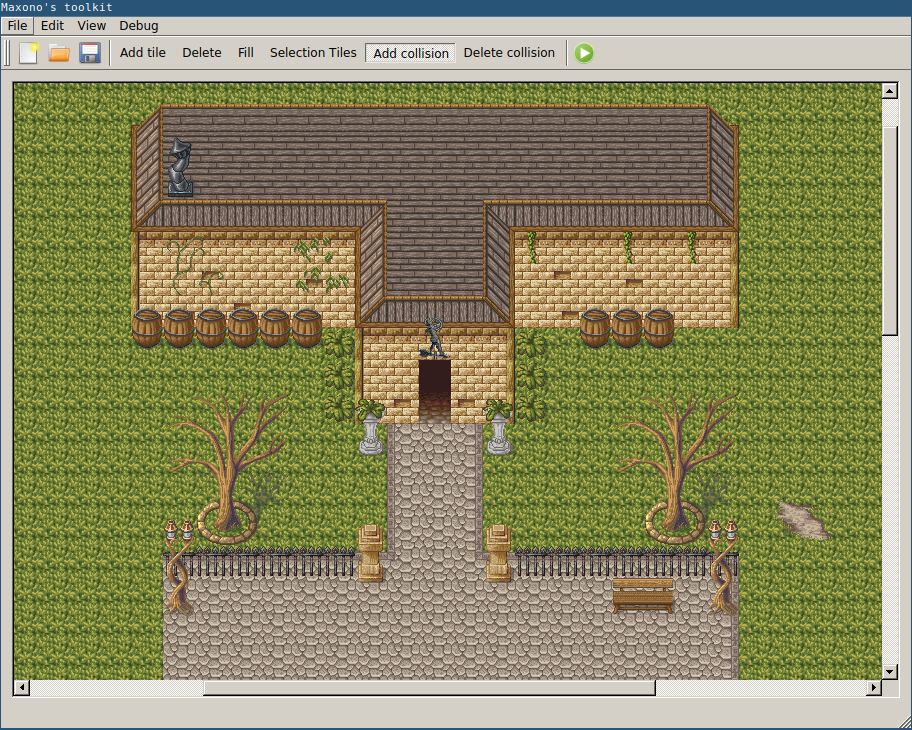 Maxono's toolkit
File Edit View Debug
Add tile Delete Fill Selection Tiles Add collision Delete collision